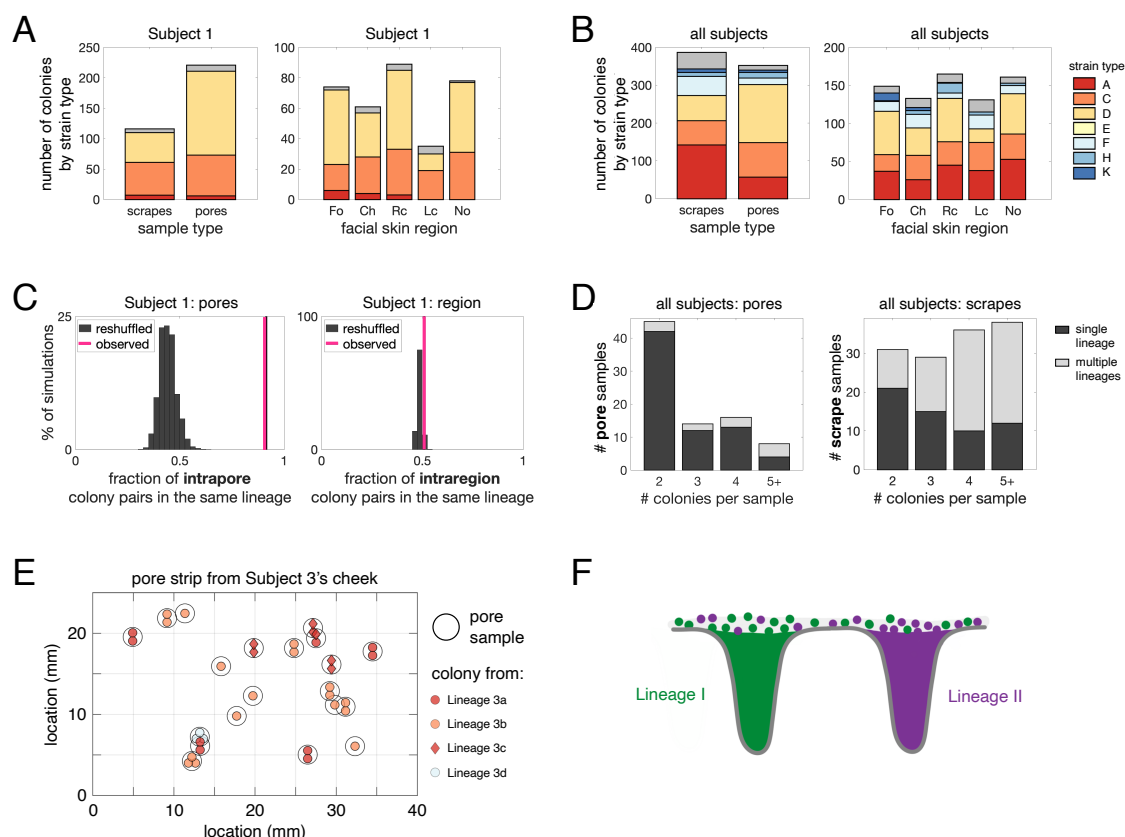 A
Subject 1
Subject 1
number of colonies
by strain type
250
200
150
100
50
0
scrapes
pores
sample type
100
80
60
40
20
0
Fo
Ch
Rc
Lc
No
facial skin region
B
all subjects
all subjects
number of colonies
by strain type
400
300
200
100
0
scrapes
pores
sample type
200
150
100
50
0
Fo
Ch
Rc
Lc
No
facial skin region
strain type
A
C
D
E
F
H
K
C
Subject 1: pores
% of simulations
25
0
reshuffled
observed
0
0.5
1
fraction of intrapore
colony pairs in the same lineage
Subject 1: region
100
0
reshuffled
observed
0
0.5
1
fraction of intraregion
colony pairs in the same lineage
D
all subjects: pores
# pore samples
40
30
20
10
0
2
3
4
5+
# colonies per sample
all subjects: scrapes
# scrape samples
30
20
10
0
2
3
4
5+
# colonies per sample
single
lineage
multiple
lineages
E
pore strip from Subject 3's cheek
location (mm)
20
10
0
0
10
20
30
40
location (mm)
pore
sample
colony from:
Lineage 3a
Lineage 3b
Lineage 3c
Lineage 3d
F
Lineage I
Lineage II